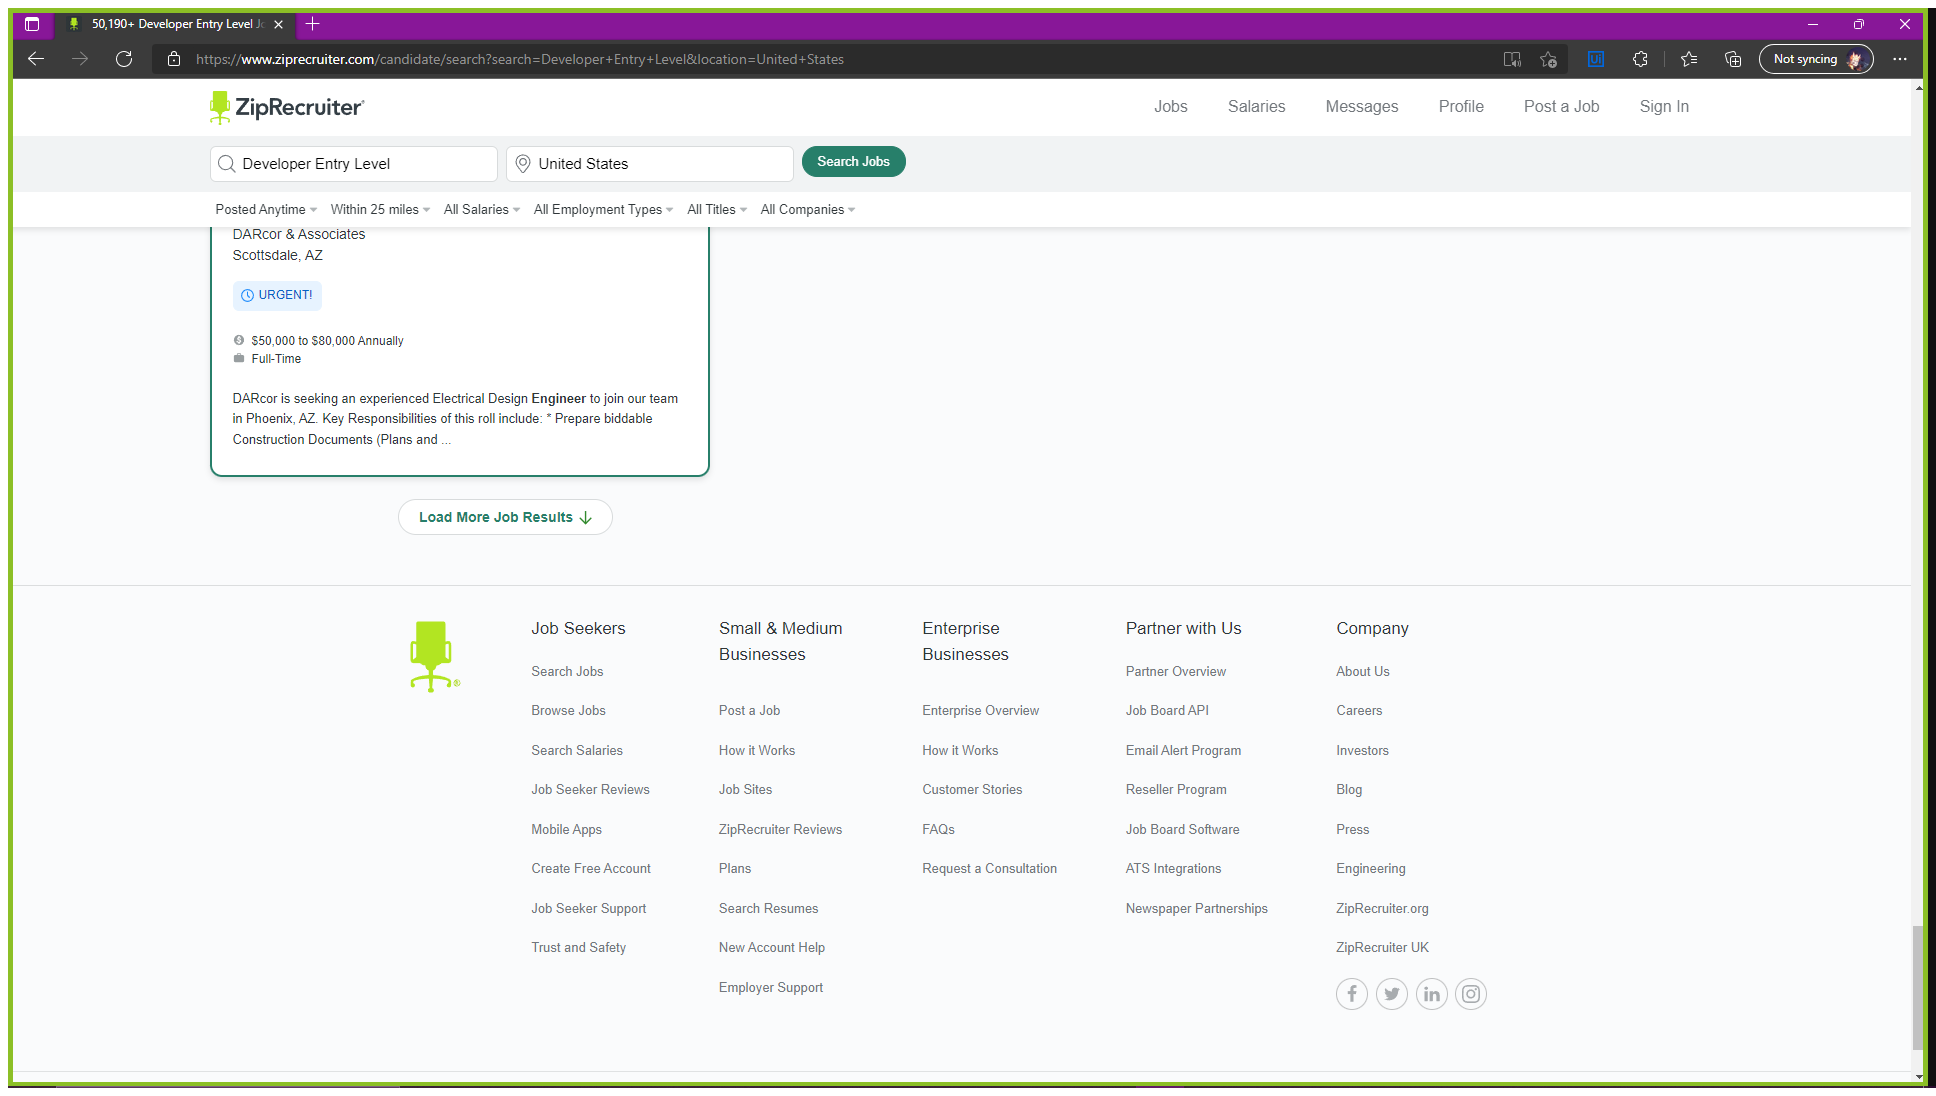 50,190+ Developer Entry Level
https://www.ziprecruiter.com/candidate/search?search=Developer+Entry+Level&location=United+States
Not syncing
ZipRecruiter
Jobs
Salaries
Messages
Profile
Post a Job
Sign In
Developer Entry Level
United States
Search Jobs
Posted Anytime
Within 25 miles
All Salaries
All Employment Types
All Titles
All Companies
DARcor & Associates
Scottsdale, AZ
URGENT!
$50,000 to $80,000 Annually
Full-Time
DARcor is seeking an experienced Electrical Design Engineer to join our team
in Phoenix, AZ. Key Responsibilities of this roll include: * Prepare biddable
Construction Documents (Plans and ...
Load More Job Results
Job Seekers
Search Jobs
Browse Jobs
Search Salaries
Job Seeker Reviews
Mobile Apps
Create Free Account
Job Seeker Support
Trust and Safety
Small & Medium
Businesses
Post a Job
How it Works
Job Sites
ZipRecruiter Reviews
Plans
Search Resumes
New Account Help
Employer Support
Enterprise
Businesses
Enterprise Overview
How it Works
Customer Stories
FAQs
Request a Consultation
Partner with Us
Partner Overview
Job Board API
Email Alert Program
Reseller Program
Job Board Software
ATS Integrations
Newspaper Partnerships
Company
About Us
Careers
Investors
Blog
Press
Engineering
ZipRecruiter.org
ZipRecruiter UK